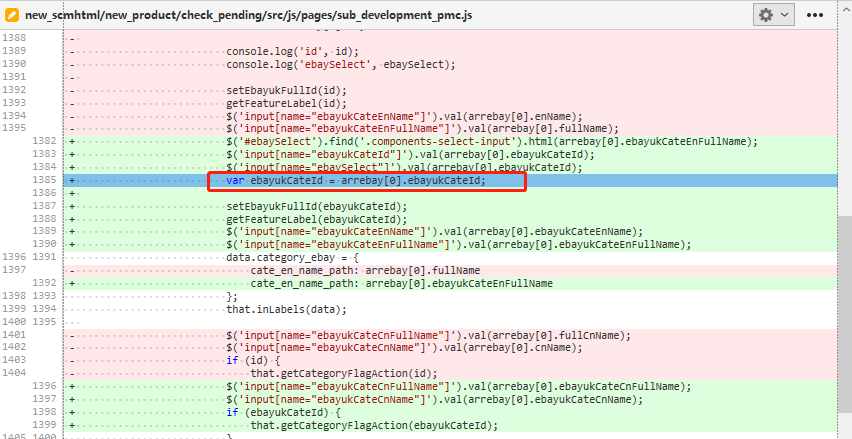 new_scmhtml/new_product/check_pending/src/js/pages/sub_development_pmc.js
1388 -
1389 - console.log('id', id);
1390 - console.log('ebaySelect', ebaySelect);
1391 -
1392 - setEbayukFullId(id);
1393 - getFeatureLabel(id);
1394 - $('input[name="ebayukCateEnName"]').val(arrebay[0].enName);
1395 - $('input[name="ebayukCateEnFullName"]').val(arrebay[0].fullName);
1382 + $('#ebaySelect').find('.components-select-input').html(arrebay[0].ebayukCateEnFullName);
1383 + $('input[name="ebayukCateId"]').val(arrebay[0].ebayukCateId);
1384 + $('input[name="ebaySelect"]').val(arrebay[0].ebayukCateId);
1385 + var ebayukCateId = arrebay[0].ebayukCateId;
1386 +
1387 + setEbayukFullId(ebayukCateId);
1388 + getFeatureLabel(ebayukCateId);
1389 + $('input[name="ebayukCateEnName"]').val(arrebay[0].ebayukCateEnName);
1390 + $('input[name="ebayukCateEnFullName"]').val(arrebay[0].ebayukCateEnFullName);
1396 1391 data.category_ebay = {
1397 - cate_en_name_path: arrebay[0].fullName
1392 + cate_en_name_path: arrebay[0].ebayukCateEnFullName
1398 1393 };
1399 1394 that.inLabels(data);
1400 1395
1401 - $('input[name="ebayukCateCnFullName"]').val(arrebay[0].fullCnName);
1402 - $('input[name="ebayukCateCnName"]').val(arrebay[0].cnName);
1403 - if (id) {
1404 - that.getCategoryFlagAction(id);
1396 + $('input[name="ebayukCateCnFullName"]').val(arrebay[0].ebayukCateCnFullName);
1397 + $('input[name="ebayukCateCnName"]').val(arrebay[0].ebayukCateCnName);
1398 + if (ebayukCateId) {
1399 + that.getCategoryFlagAction(ebayukCateId);
1405 1400 }